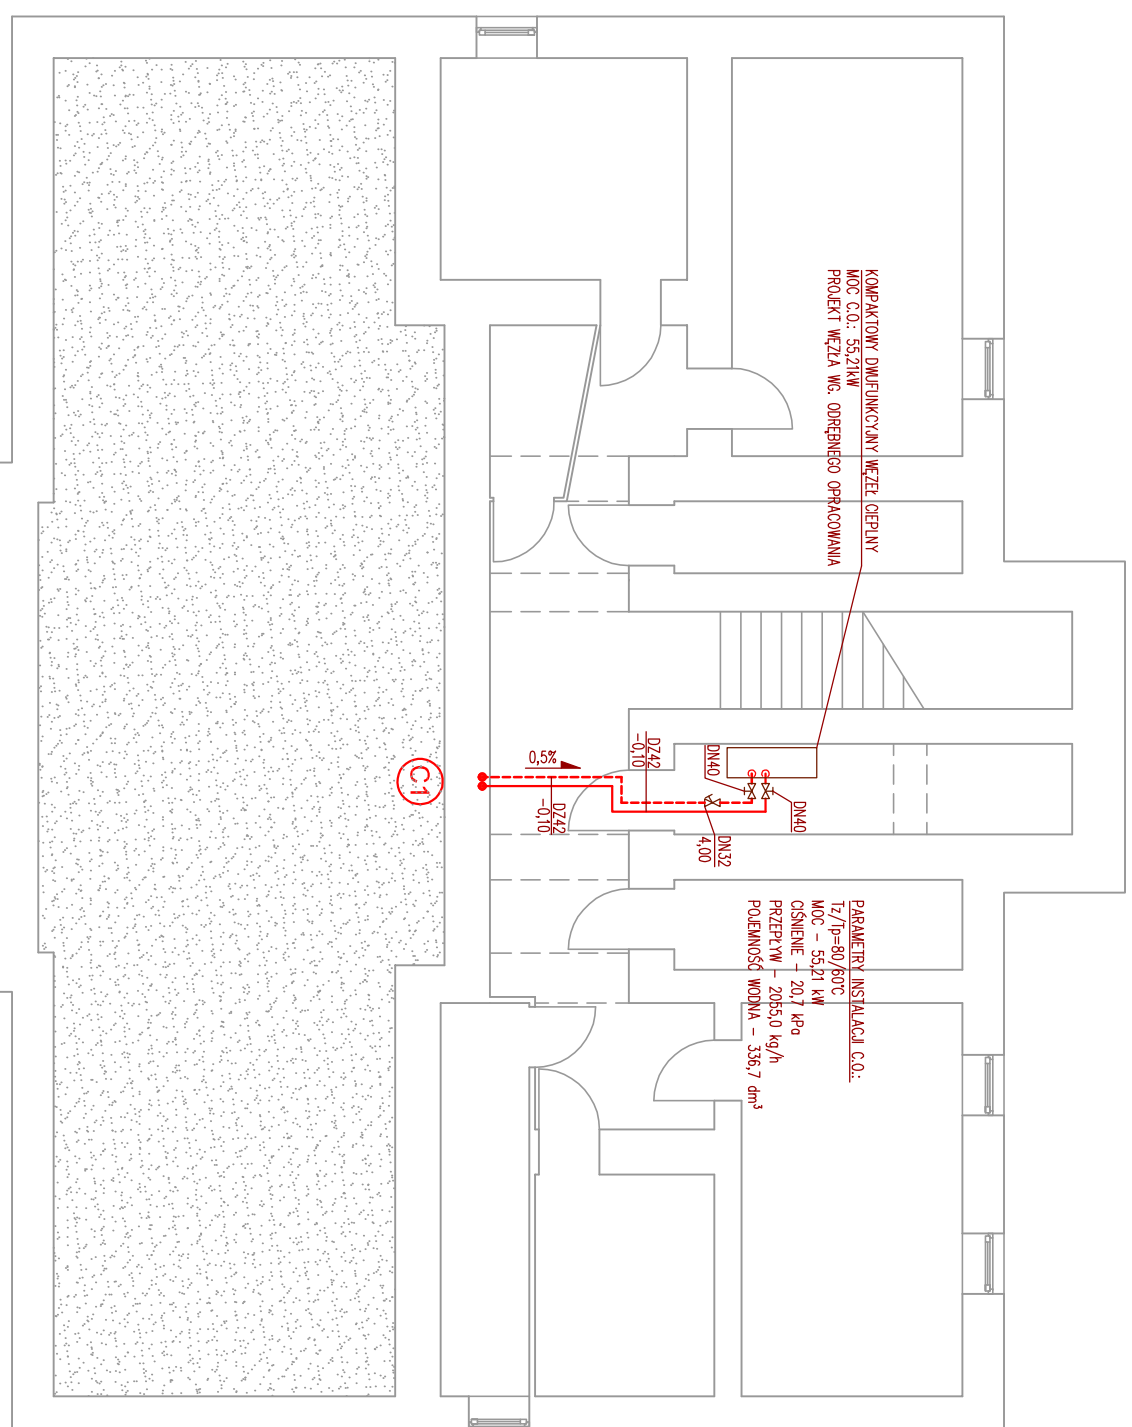 KOMPAKTOWY DWUFUNKCYJNY WĘZEŁ CIEPLNY
MOC C.O.: 55,21kW
PROJEKT WĘZŁA WG. ODRĘBNEGO OPRACOWANIA
DN40
DN40
DN32
4,00
DZ42
-0,10
0,5%
DZ42
-0,10
C1
PARAMETRY INSTALACJI C.O.:
Tz/Tp=80/60°C
MOC - 55,21 kW
CIŚNIENIE - 20,7 kPa
PRZEPŁYW - 2055,0 kg/h
POJEMNOŚĆ WODNA - 336,7 dm³